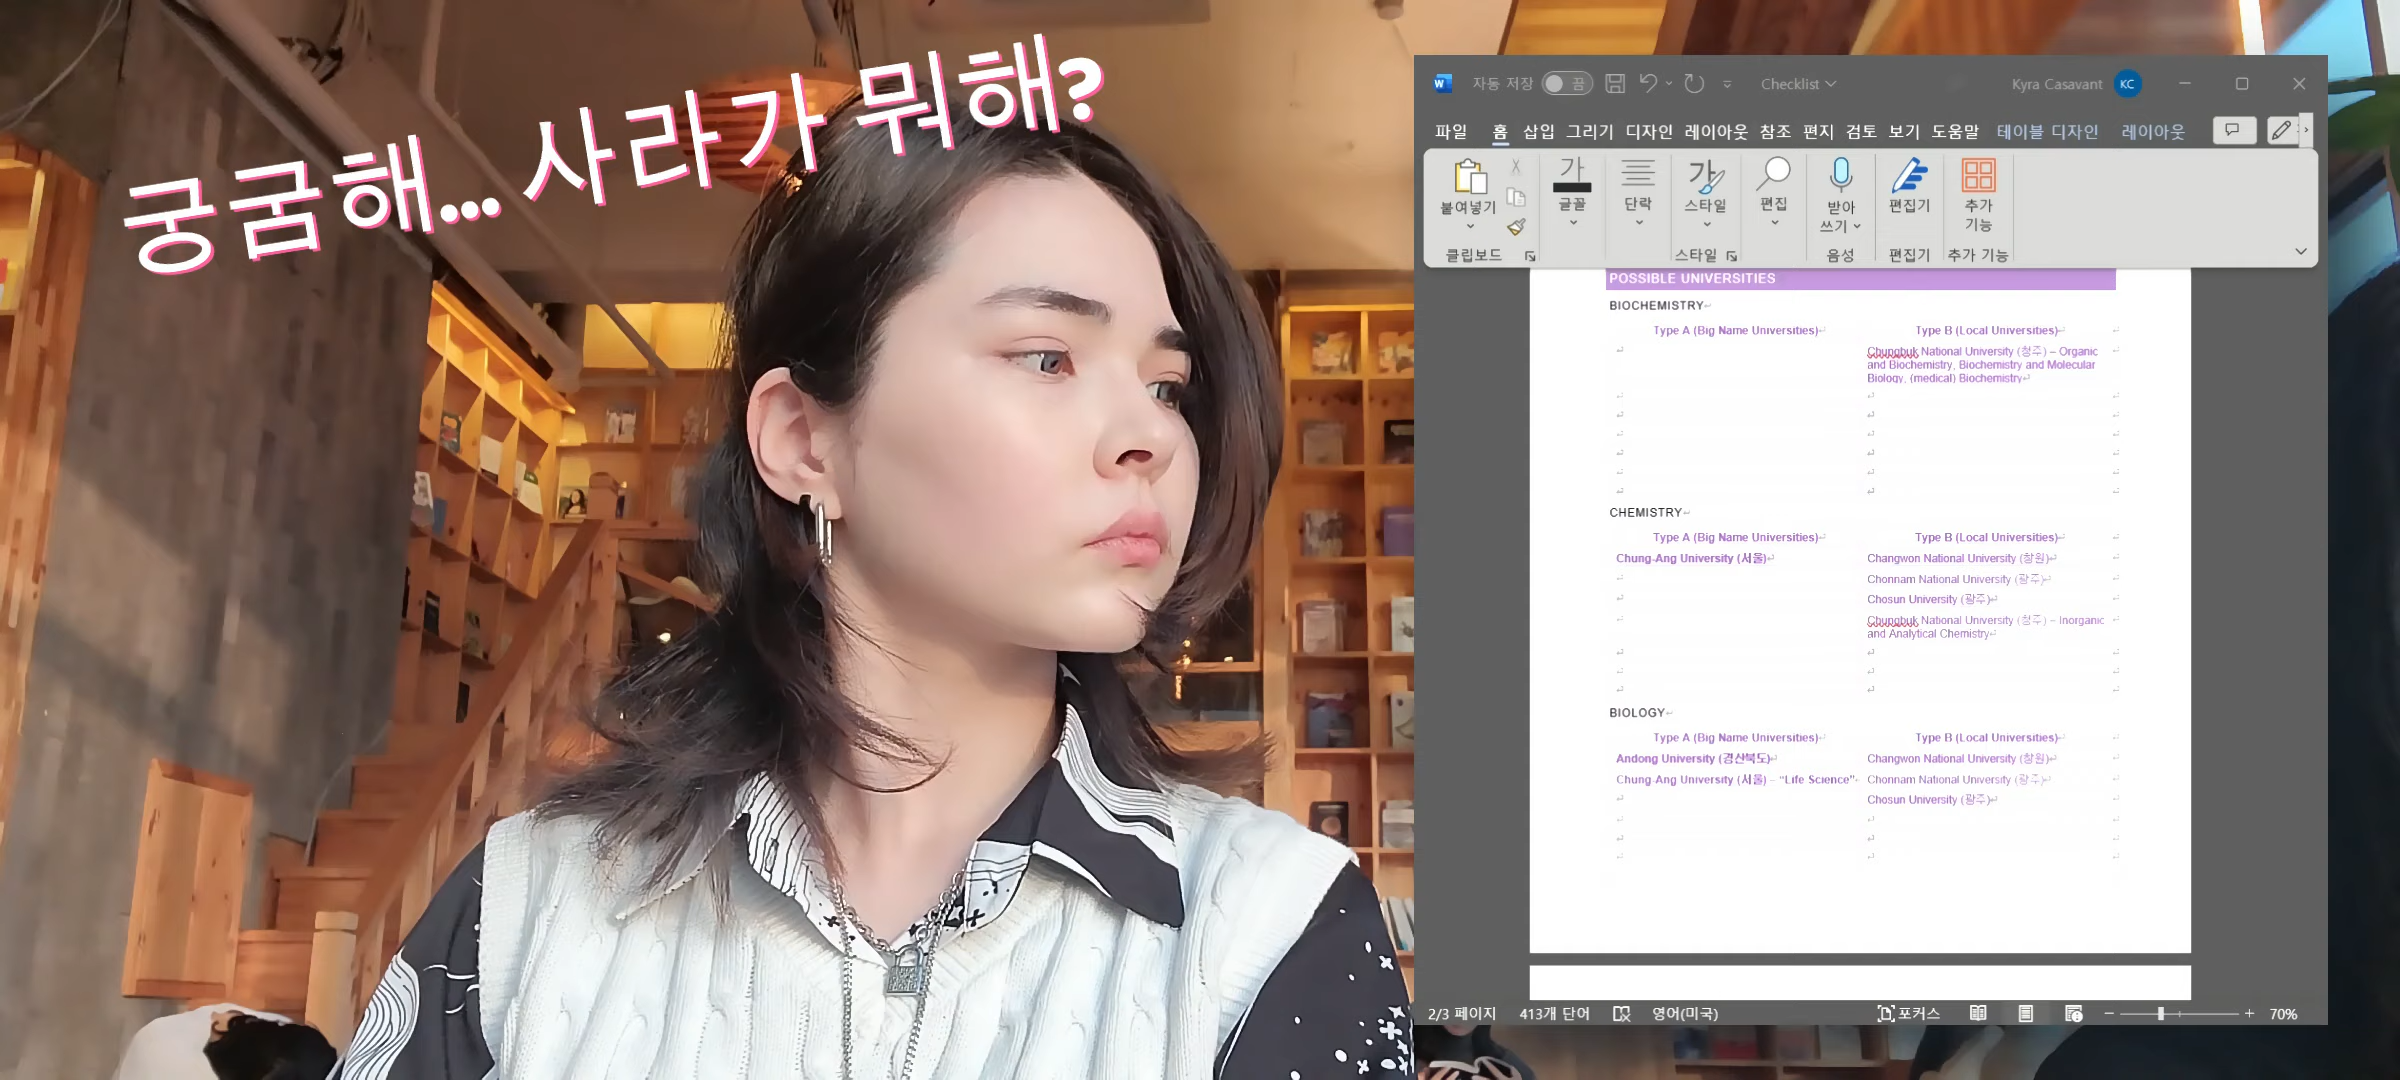 궁굼해... 사라가 뭐해?
자동 저장 끔 Checklist Kyra Casavant KC
파일 홈 삽입 그리기 디자인 레이아웃 참조 편지 검토 보기 도움말 테이블 디자인 레이아웃
붙여넣기 가 글꼴 단락 가 스타일 편집 받아쓰기 편집기 추가 기능
클립보드 스타일 음성 편집기 추가 기능
POSSIBLE UNIVERSITIES
BIOCHEMISTRY
Type A (Big Name Universities) Type B (Local Universities)
Chungbuk National University (청주) – Organic
and Biochemistry, Biochemistry and Molecular
Biology, (medical) Biochemistry
CHEMISTRY
Type A (Big Name Universities) Type B (Local Universities)
Chung-Ang University (서울) Changwon National University (창원)
Chonnam National University (광주)
Chosun University (광주)
Chungbuk National University (청주) – Inorganic
and Analytical Chemistry
BIOLOGY
Type A (Big Name Universities) Type B (Local Universities)
Andong University (경산북도) Changwon National University (창원)
Chung-Ang University (서울) – “Life Science” Chonnam National University (광주)
Chosun University (광주)
2/3 페이지 413개 단어 영어(미국) 포커스 70%